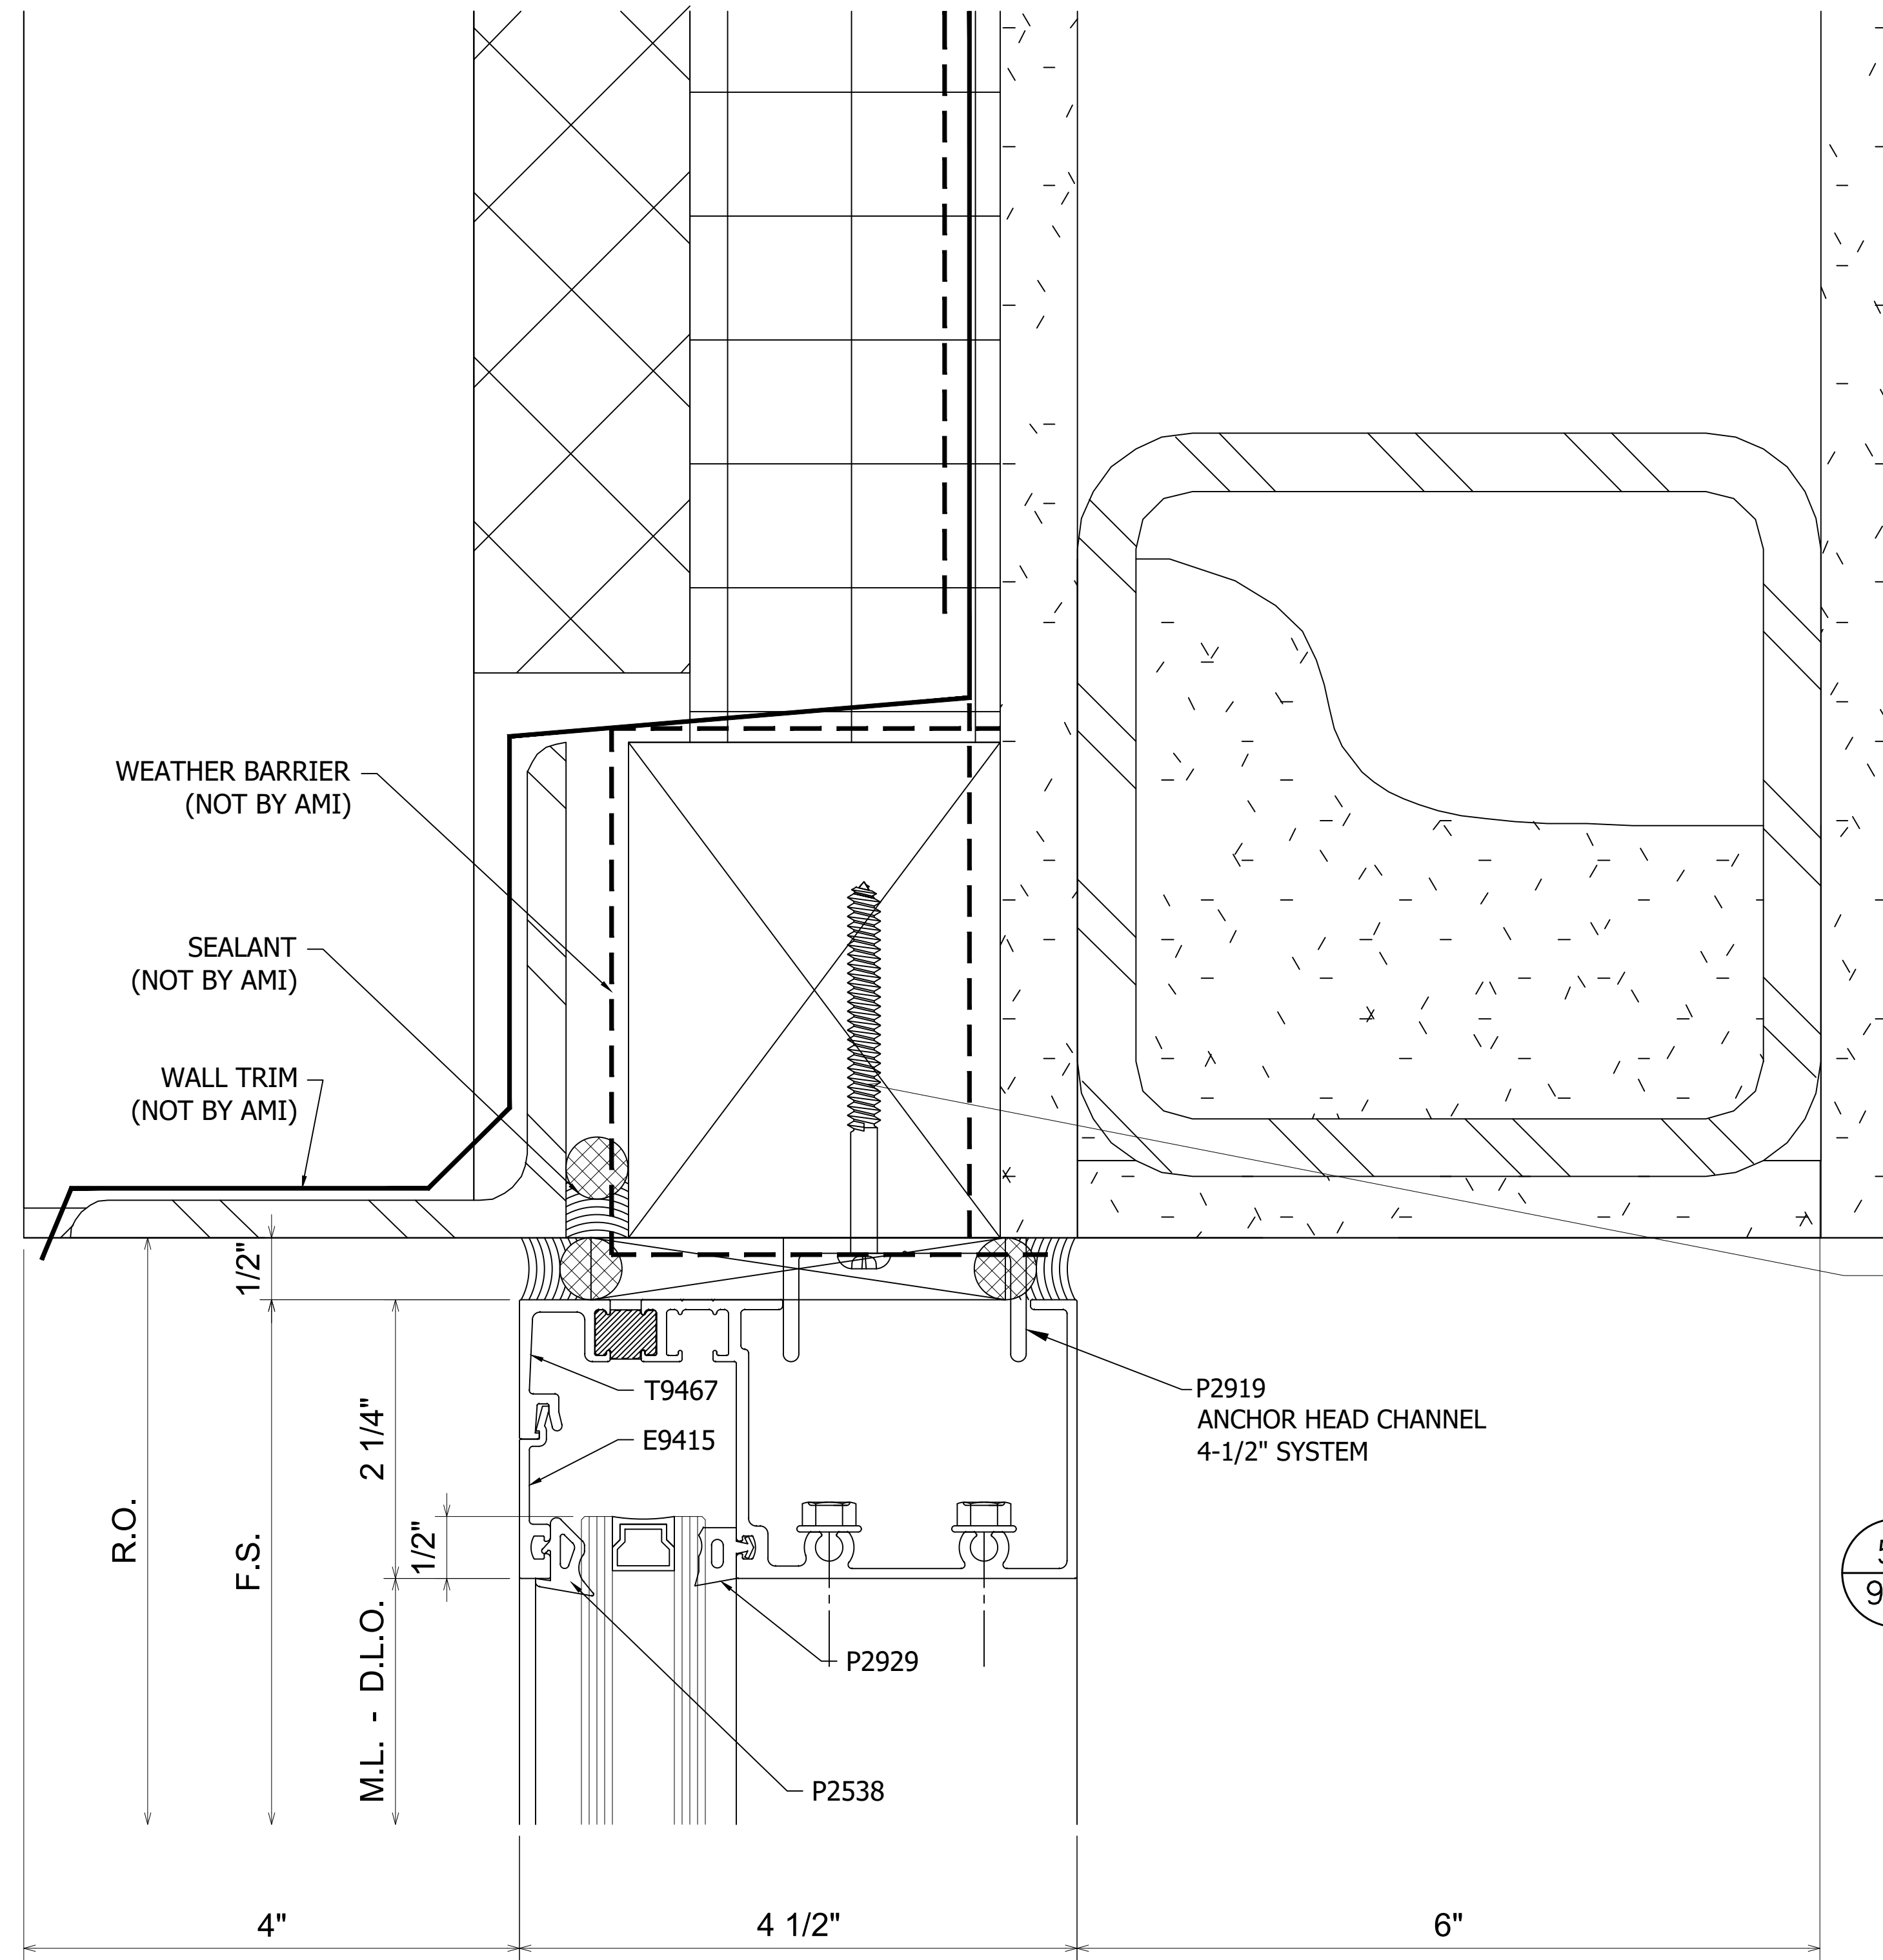 WEATHER BARRIER
(NOT BY AMI)
SEALANT
(NOT BY AMI)
WALL TRIM
(NOT BY AMI)
1/2"
2 1/4"
1/2"
R.O.
F.S.
M.L. - D.L.O.
T9467
E9415
P2919
ANCHOR HEAD CHANNEL
4-1/2" SYSTEM
P2929
P2538
4"
4 1/2"
6"